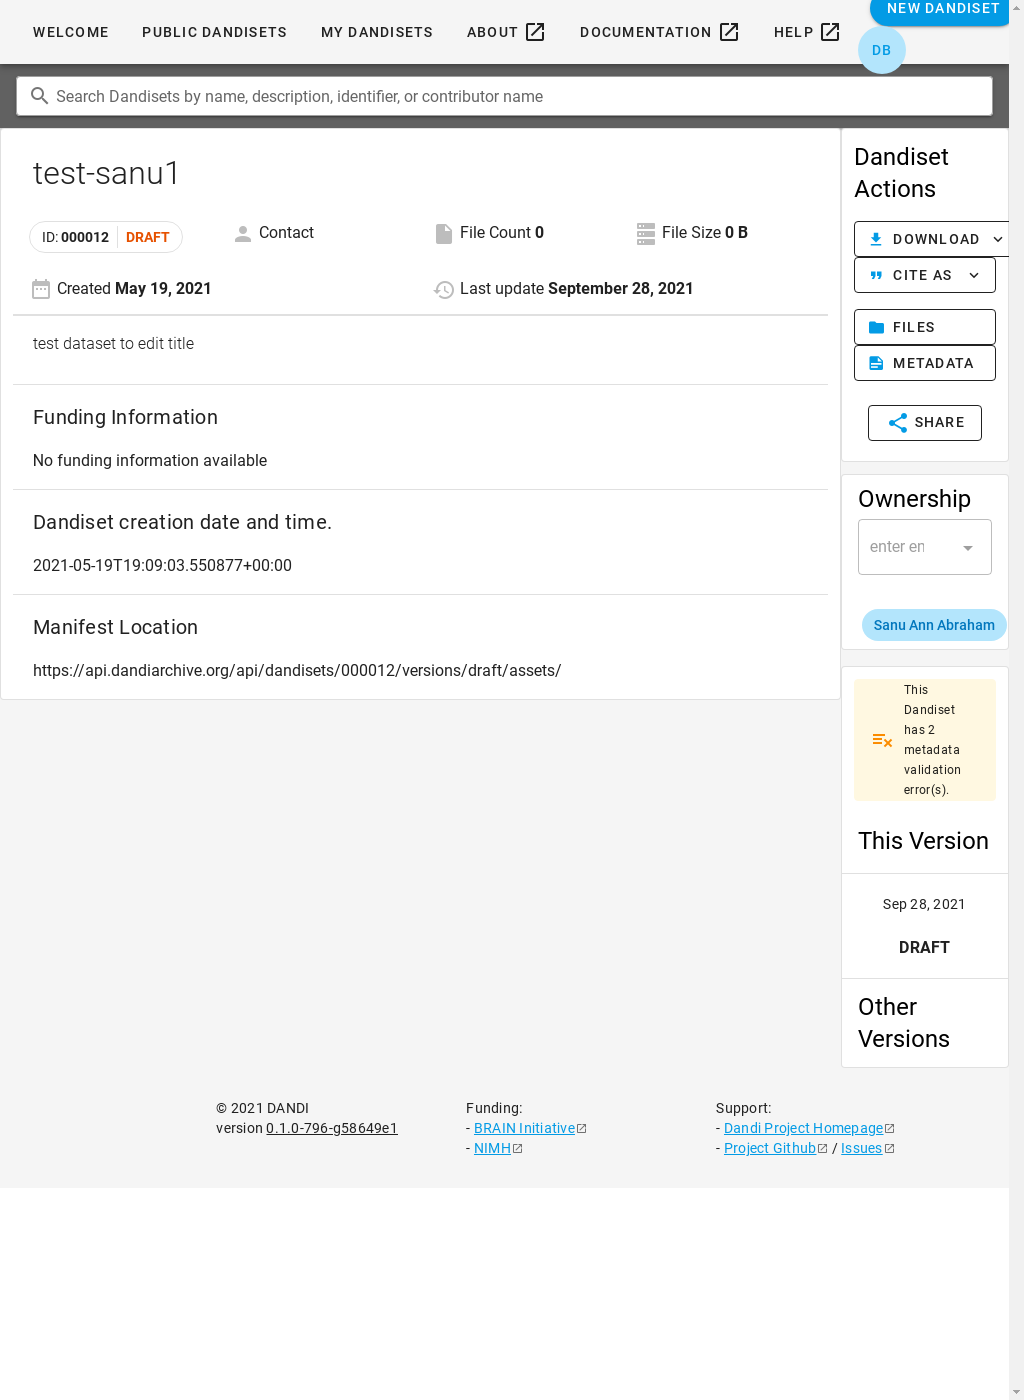 WELCOME PUBLIC DANDISETS MY DANDISETS ABOUT DOCUMENTATION HELP NEW DANDISET
DB
Search Dandisets by name, description, identifier, or contributor name
test-sanu1
ID: 000012 DRAFT Contact File Count 0 File Size 0 B
Created May 19, 2021 Last update September 28, 2021
test dataset to edit title
Funding Information
No funding information available
Dandiset creation date and time.
2021-05-19T19:09:03.550877+00:00
Manifest Location
https://api.dandiarchive.org/api/dandisets/000012/versions/draft/assets/
Dandiset
Actions
DOWNLOAD
CITE AS
FILES
METADATA
SHARE
Ownership
enter en
Sanu Ann Abraham
This
Dandiset
has 2
metadata
validation
error(s).
This Version
Sep 28, 2021
DRAFT
Other
Versions
© 2021 DANDI
version 0.1.0-796-g58649e1
Funding:
- BRAIN Initiative
- NIMH
Support:
- Dandi Project Homepage
- Project Github / Issues